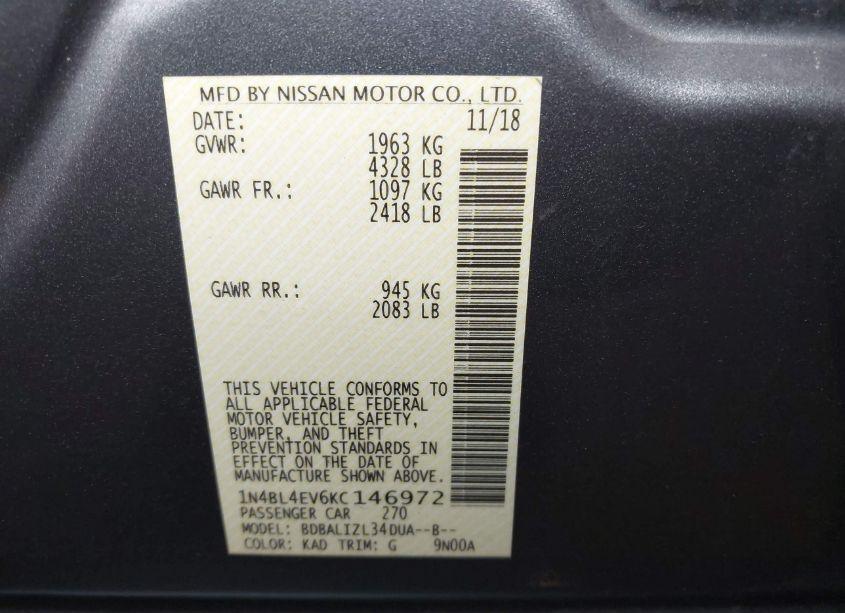 MFD BY NISSAN MOTOR CO., LTD.
DATE: 11/18
GVWR: 1963 KG
4328 LB
GAWR FR.: 1097 KG
2418 LB
GAWR RR.: 945 KG
2083 LB
THIS VEHICLE CONFORMS TO
ALL APPLICABLE FEDERAL
MOTOR VEHICLE SAFETY,
BUMPER, AND THEFT
PREVENTION STANDARDS IN
EFFECT ON THE DATE OF
MANUFACTURE SHOWN ABOVE.
1N4BL4EV6KC146972
PASSENGER CAR 270
MODEL: BDBALIZL34DUA--B--
COLOR: KAD TRIM: G 9N00A